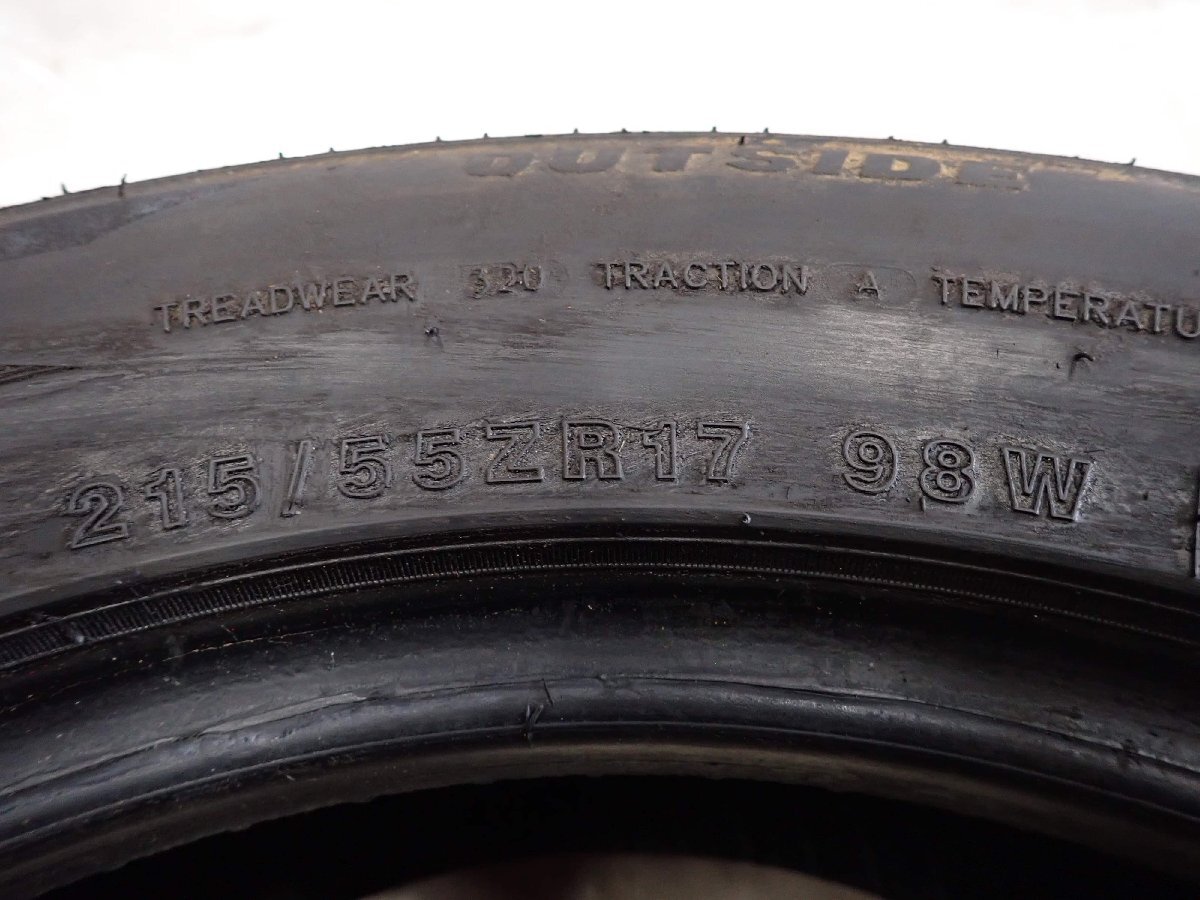 OUTSIDE
TREADWEAR 320 TRACTION A TEMPERATU
215/55ZR17 98W